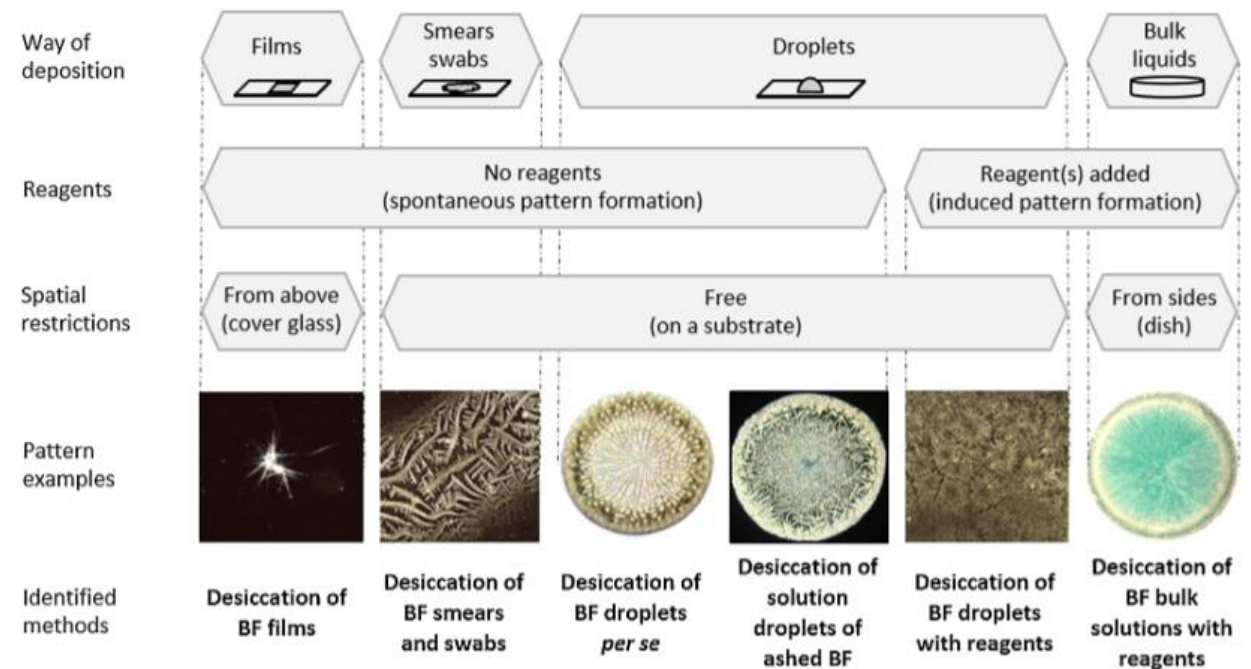 Way of
deposition
Films
Smears
swabs
Droplets
Bulk
liquids
Reagents
No reagents
(spontaneous pattern formation)
Reagent(s) added
(induced pattern formation)
Spatial
restrictions
From above
(cover glass)
Free
(on a substrate)
From sides
(dish)
Pattern
examples
Identified
methods
Desiccation of
BF films
Desiccation of
BF smears
and swabs
Desiccation of
BF droplets
per se
Desiccation of
solution
droplets of
ashed BF
Desiccation of
BF droplets
with reagents
Desiccation of
BF bulk
solutions with
reagents